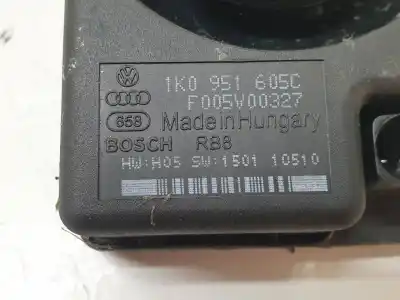 1K0 951 605C
F005V00327
658 Made in Hungary
BOSCH RB8
HW:H05 SW:1501 10510